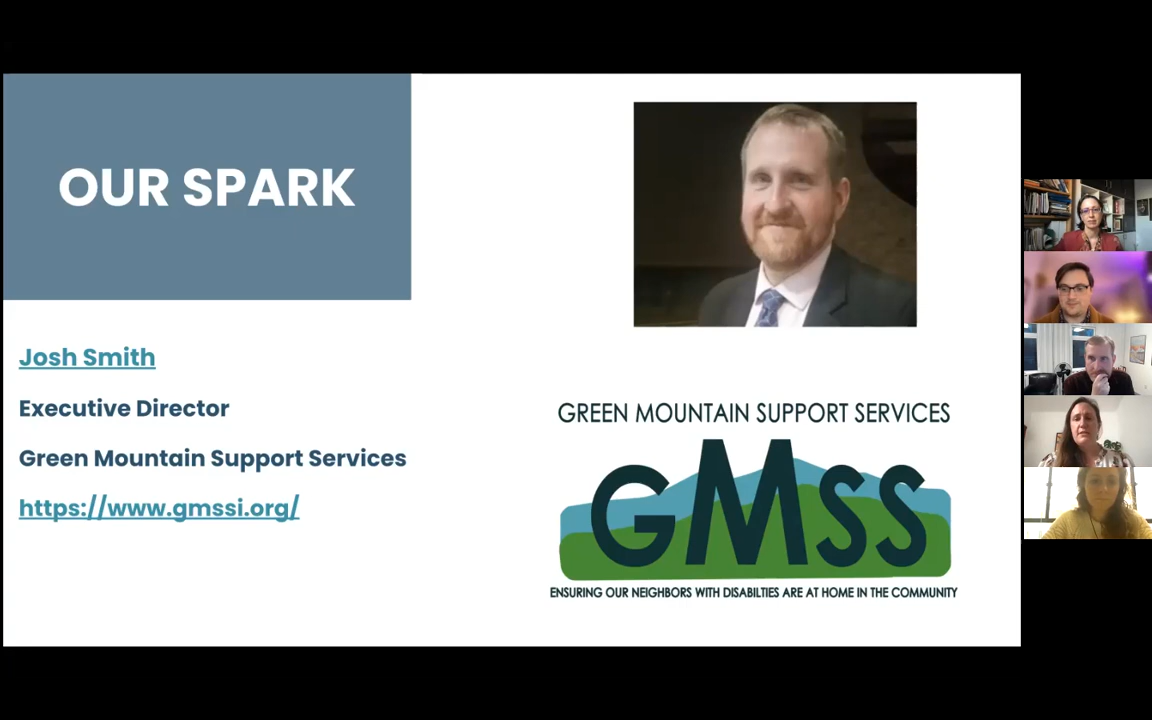 OUR SPARK
Josh Smith
Executive Director
Green Mountain Support Services
https://www.gmssi.org/
GREEN MOUNTAIN SUPPORT SERVICES
GMSS
ENSURING OUR NEIGHBORS WITH DISABILTIES ARE AT HOME IN THE COMMUNITY